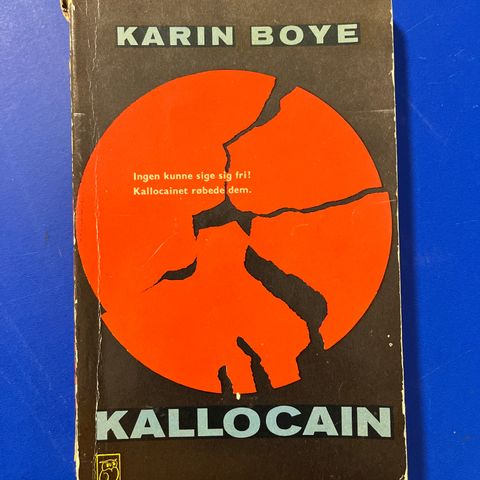 KARIN BOYE
Ingen kunne sige sig fri!
Kallocainet røbede dem.
KALLOCAIN